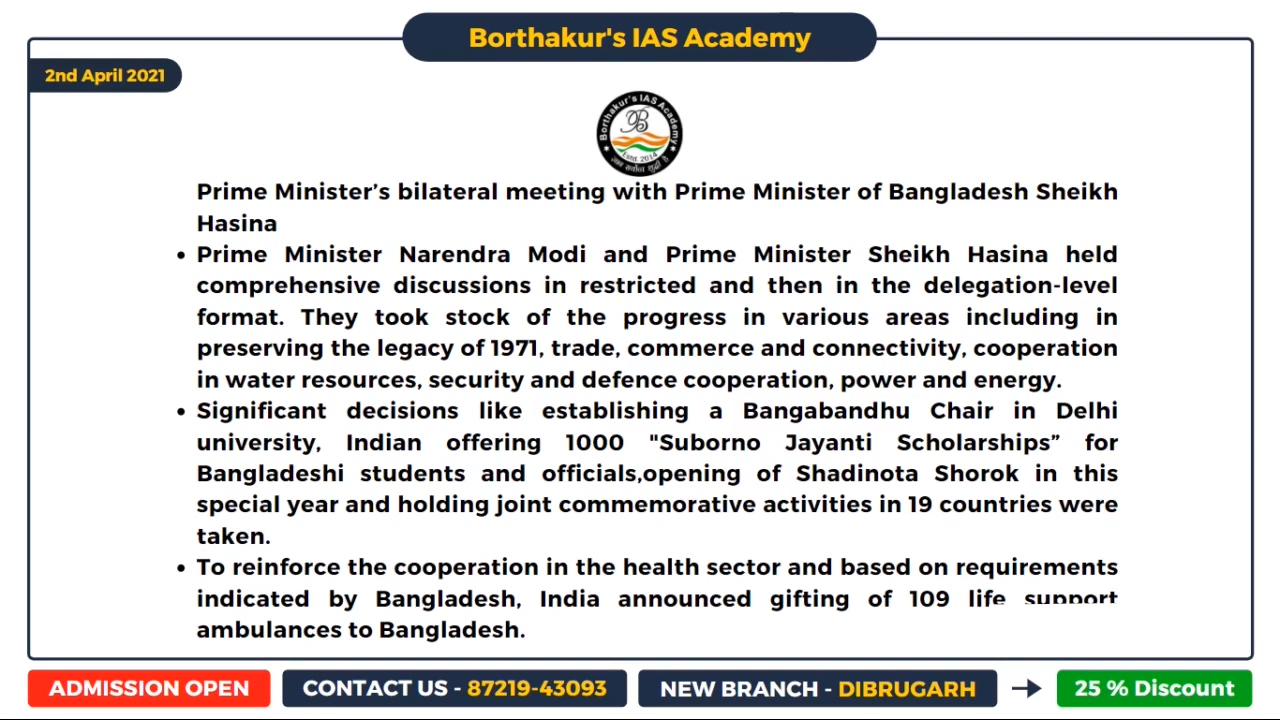 Borthakur's IAS Academy
2nd April 2021
Borthakur's IAS Academy
B
Estd. 2014
Prime Minister’s bilateral meeting with Prime Minister of Bangladesh Sheikh
Hasina
• Prime Minister Narendra Modi and Prime Minister Sheikh Hasina held
comprehensive discussions in restricted and then in the delegation-level
format. They took stock of the progress in various areas including in
preserving the legacy of 1971, trade, commerce and connectivity, cooperation
in water resources, security and defence cooperation, power and energy.
• Significant decisions like establishing a Bangabandhu Chair in Delhi
university, Indian offering 1000 "Suborno Jayanti Scholarships” for
Bangladeshi students and officials,opening of Shadinota Shorok in this
special year and holding joint commemorative activities in 19 countries were
taken.
• To reinforce the cooperation in the health sector and based on requirements
indicated by Bangladesh, India announced gifting of 109 life support
ambulances to Bangladesh.
ADMISSION OPEN
CONTACT US - 87219-43093
NEW BRANCH - DIBRUGARH
25 % Discount